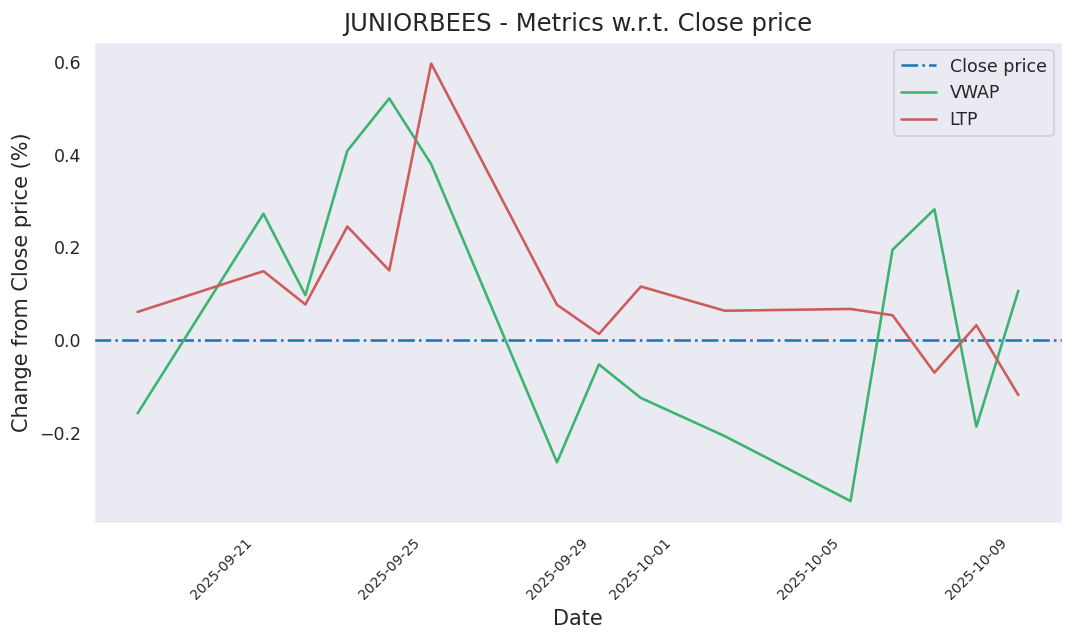 JUNIORBEES - Metrics w.r.t. Close price
Change from Close price (%)
0.6
0.4
0.2
0.0
−0.2
Close price
VWAP
LTP
2025-09-21
2025-09-25
2025-09-29
2025-10-01
2025-10-05
2025-10-09
Date